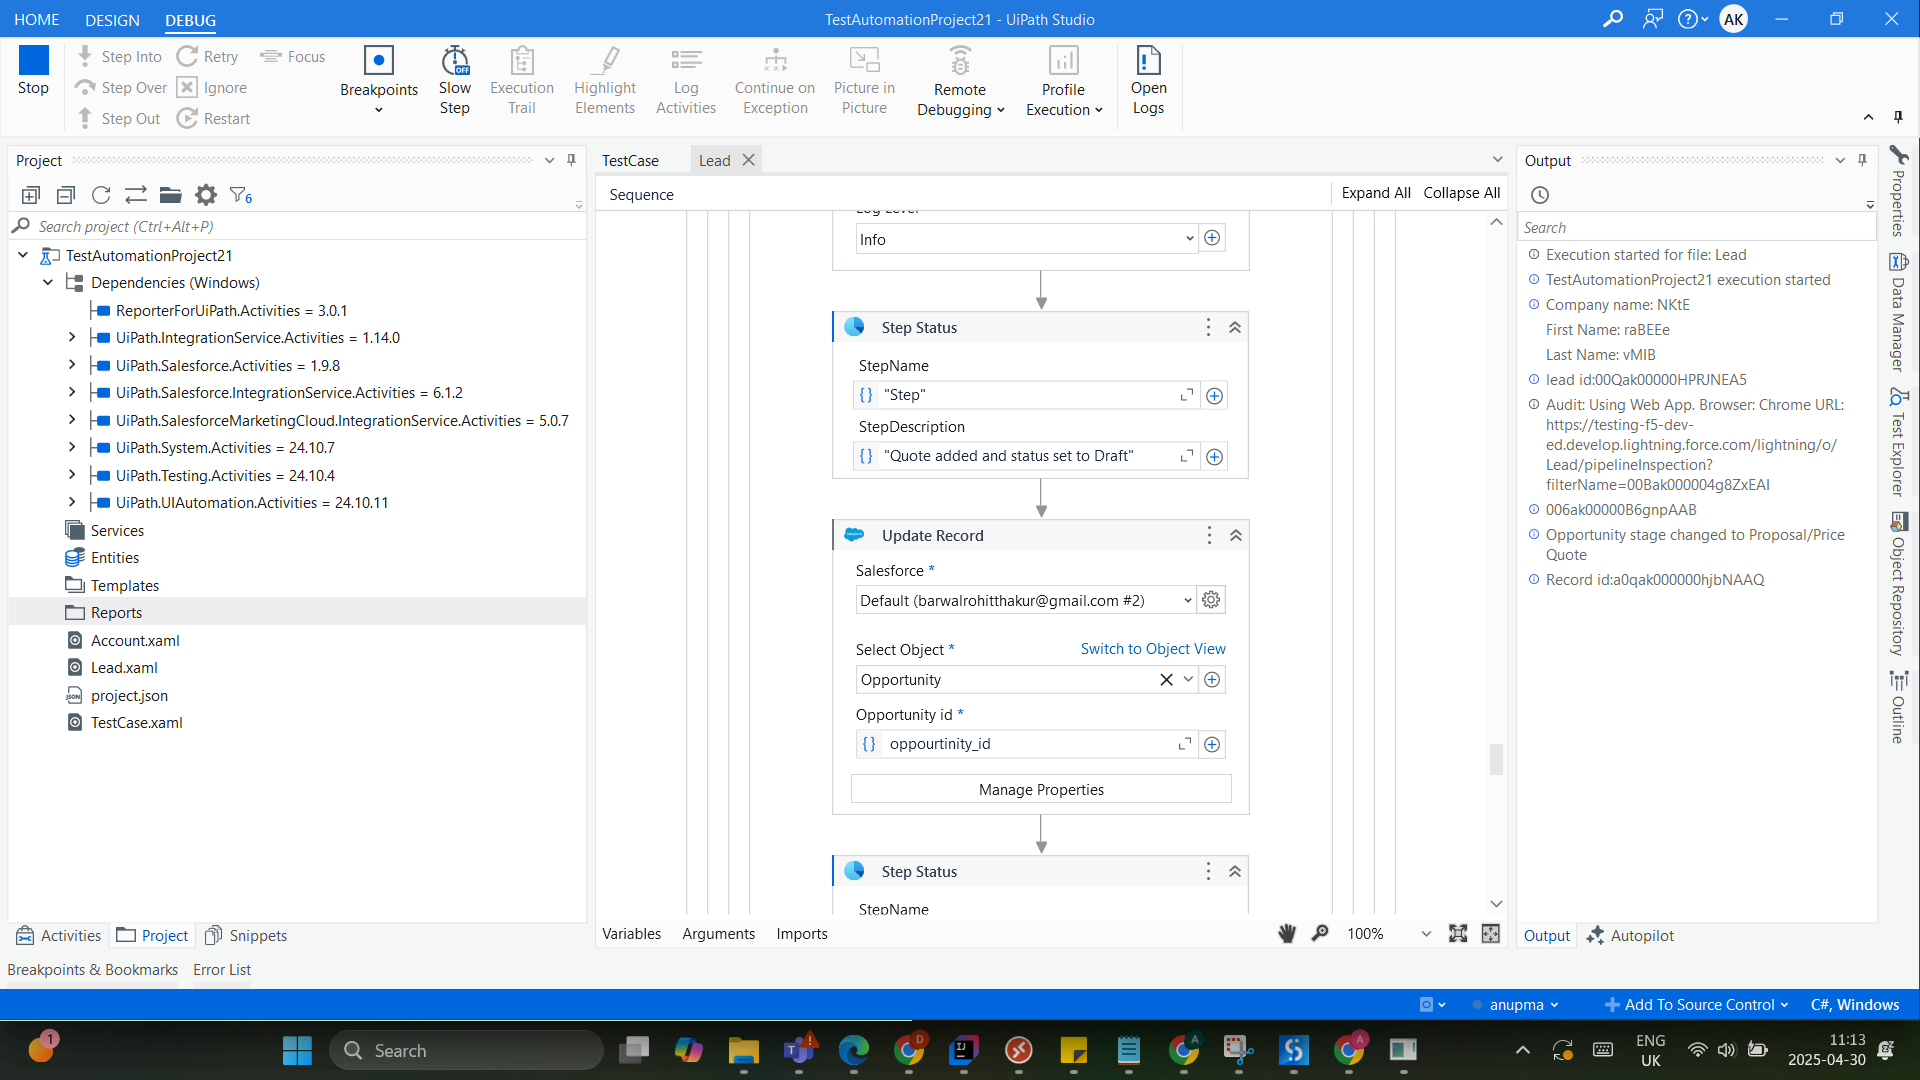 HOME DESIGN DEBUG
TestAutomationProject21 - UiPath Studio
AK
Stop
Step Into
Step Over
Step Out
Retry
Ignore
Restart
Focus
Breakpoints
OFF
Slow Step
Execution Trail
Highlight Elements
Log Activities
Continue on Exception
Picture in Picture
Remote Debugging
Profile Execution
Open Logs
Project
6
Search project (Ctrl+Alt+P)
TestAutomationProject21
Dependencies (Windows)
ReporterForUiPath.Activities = 3.0.1
UiPath.IntegrationService.Activities = 1.14.0
UiPath.Salesforce.Activities = 1.9.8
UiPath.Salesforce.IntegrationService.Activities = 6.1.2
UiPath.SalesforceMarketingCloud.IntegrationService.Activities = 5.0.7
UiPath.System.Activities = 24.10.7
UiPath.Testing.Activities = 24.10.4
UiPath.UIAutomation.Activities = 24.10.11
Services
Entities
Templates
Reports
Account.xaml
Lead.xaml
project.json
TestCase.xaml
Activities Project Snippets
Breakpoints & Bookmarks Error List
TestCase Lead
Sequence
Expand All Collapse All
Log Level
Info
Step Status
StepName
"Step"
StepDescription
"Quote added and status set to Draft"
Update Record
Salesforce *
Default (barwalrohitthakur@gmail.com #2)
Select Object *
Switch to Object View
Opportunity
Opportunity id *
oppourtinity_id
Manage Properties
Step Status
StepName
Variables Arguments Imports
100%
Output
Search
Execution started for file: Lead
TestAutomationProject21 execution started
Company name: NKtE
First Name: raBEEe
Last Name: vMIB
lead id:00Qak00000HPRJNEA5
Audit: Using Web App. Browser: Chrome URL:
https://testing-f5-dev-
ed.develop.lightning.force.com/lightning/o/
Lead/pipelineInspection?
filterName=00Bak000004g8ZxEAI
006ak00000B6gnpAAB
Opportunity stage changed to Proposal/Price
Quote
Record id:a0qak000000hjbNAAQ
Output Autopilot
Properties
Data Manager
Test Explorer
Object Repository
Outline
anupma
Add To Source Control
C#, Windows
1
Search
ENG
UK
11:13
2025-04-30